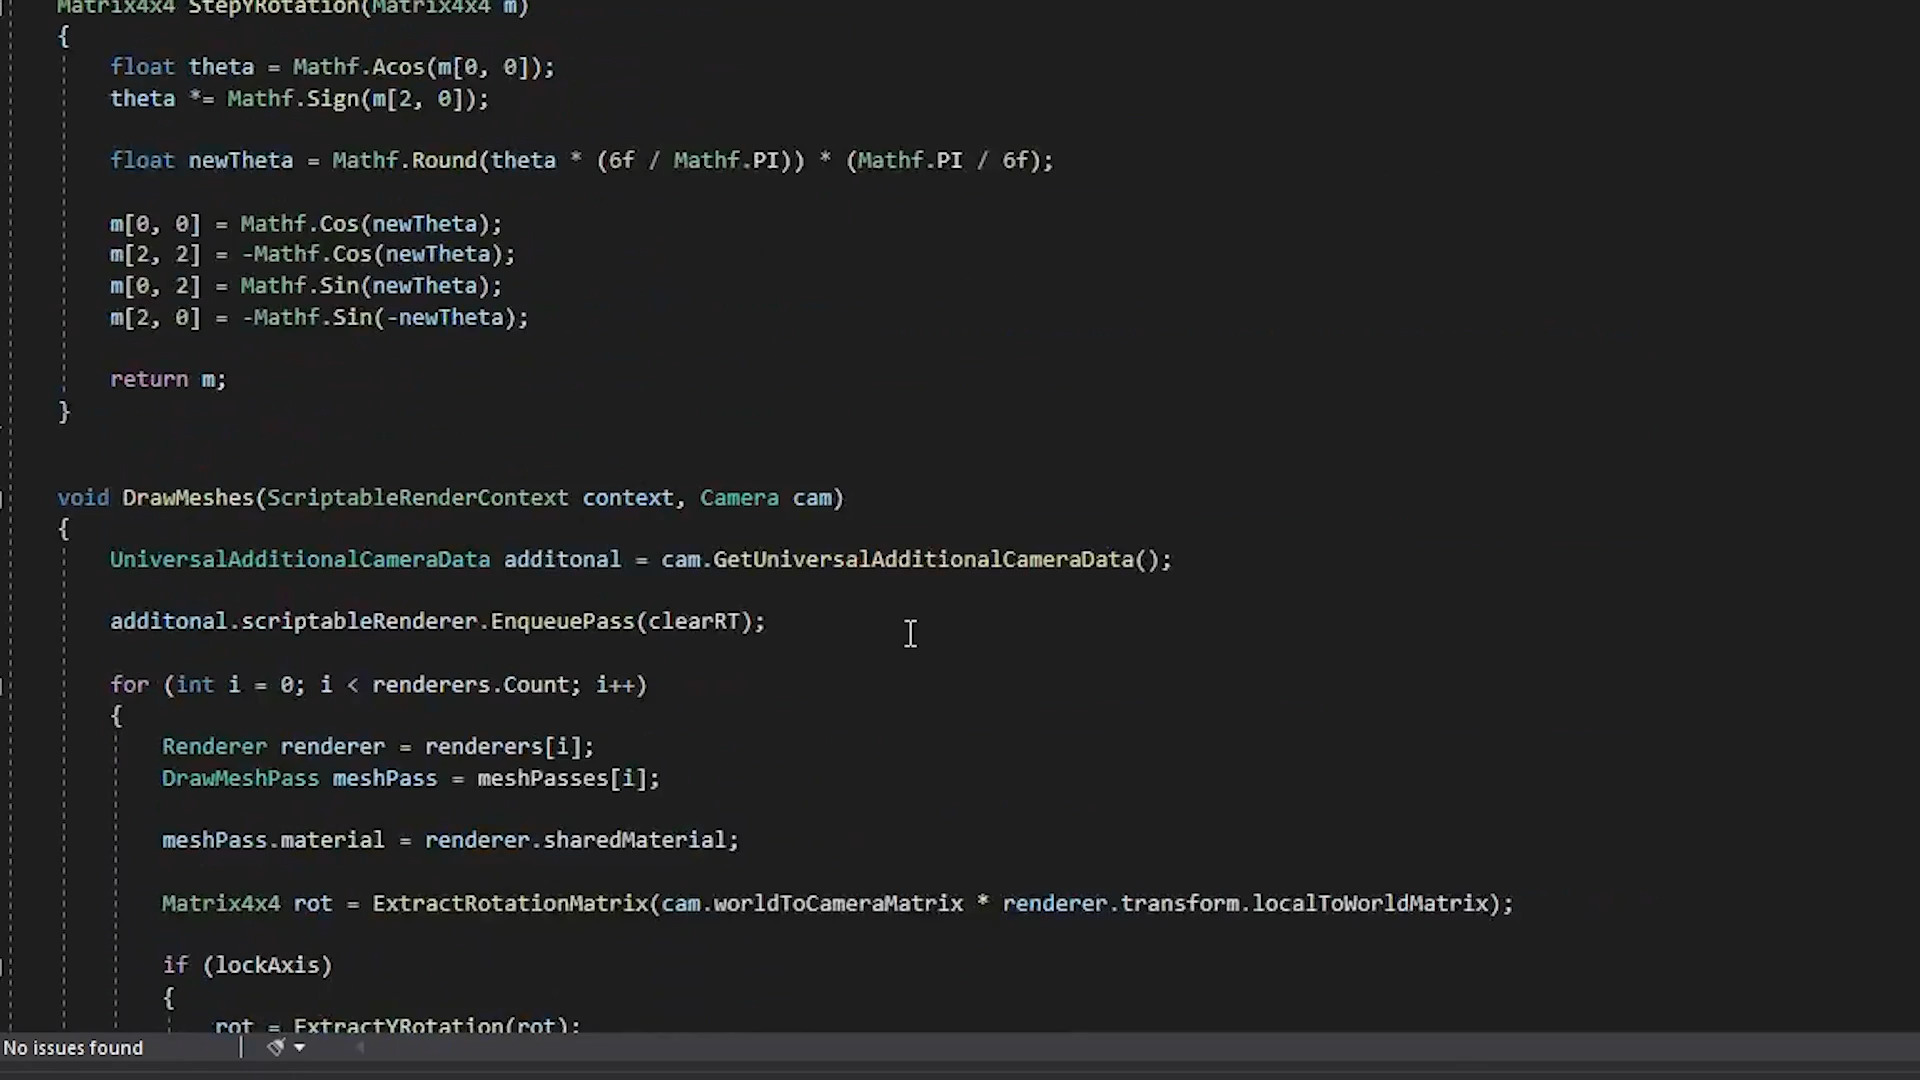 Matrix4x4 StepYRotation(Matrix4x4 m)
{
float theta = Mathf.Acos(m[0, 0]);
theta *= Mathf.Sign(m[2, 0]);
float newTheta = Mathf.Round(theta * (6f / Mathf.PI)) * (Mathf.PI / 6f);
m[0, 0] = Mathf.Cos(newTheta);
m[2, 2] = -Mathf.Cos(newTheta);
m[0, 2] = Mathf.Sin(newTheta);
m[2, 0] = -Mathf.Sin(-newTheta);
return m;
}
void DrawMeshes(ScriptableRenderContext context, Camera cam)
{
UniversalAdditionalCameraData additonal = cam.GetUniversalAdditionalCameraData();
additonal.scriptableRenderer.EnqueuePass(clearRT);
for (int i = 0; i < renderers.Count; i++)
{
Renderer renderer = renderers[i];
DrawMeshPass meshPass = meshPasses[i];
meshPass.material = renderer.sharedMaterial;
Matrix4x4 rot = ExtractRotationMatrix(cam.worldToCameraMatrix * renderer.transform.localToWorldMatrix);
if (lockAxis)
{
rot = ExtractYRotation(rot);
No issues found